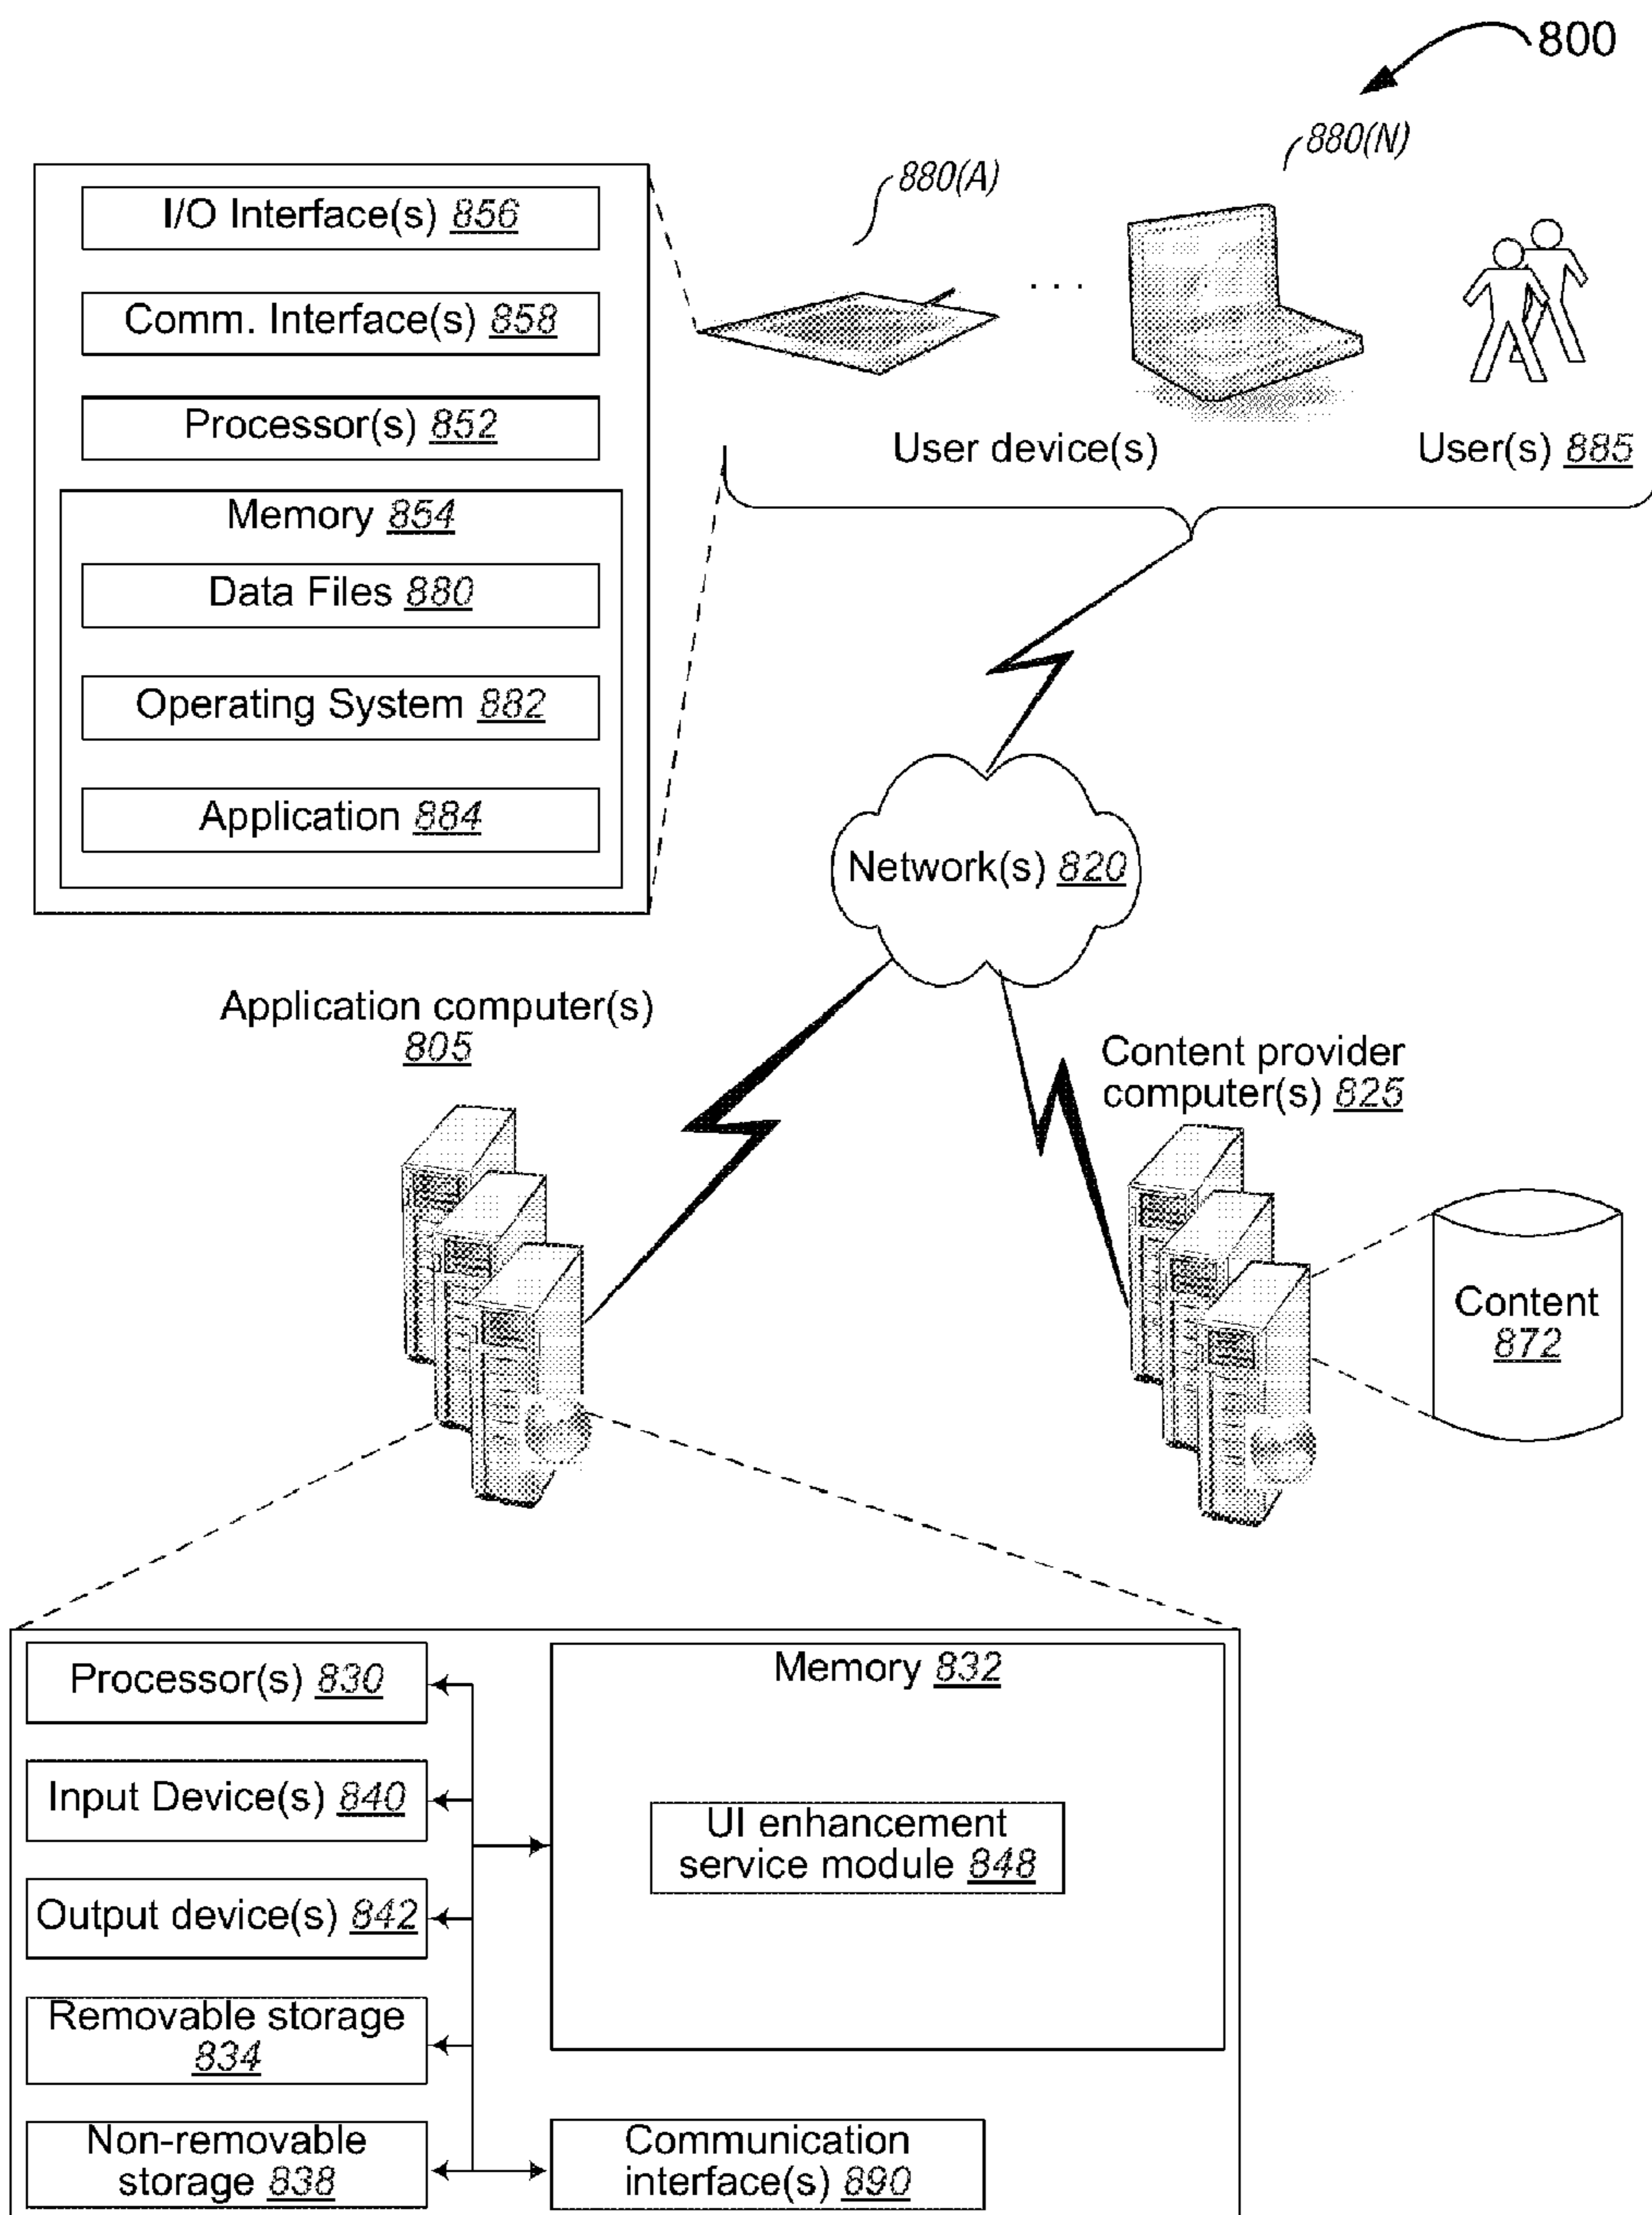 800
880(A)
880(N)
I/O Interface(s) 856
Comm. Interface(s) 858
Processor(s) 852
Memory 854
Data Files 880
Operating System 882
Application 884
. . .
User device(s)
User(s) 885
Network(s) 820
Application computer(s)
805
Content provider
computer(s) 825
Content
872
Processor(s) 830
Input Device(s) 840
Output device(s) 842
Removable storage
834
Non-removable
storage 838
Memory 832
UI enhancement
service module 848
Communication
interface(s) 890